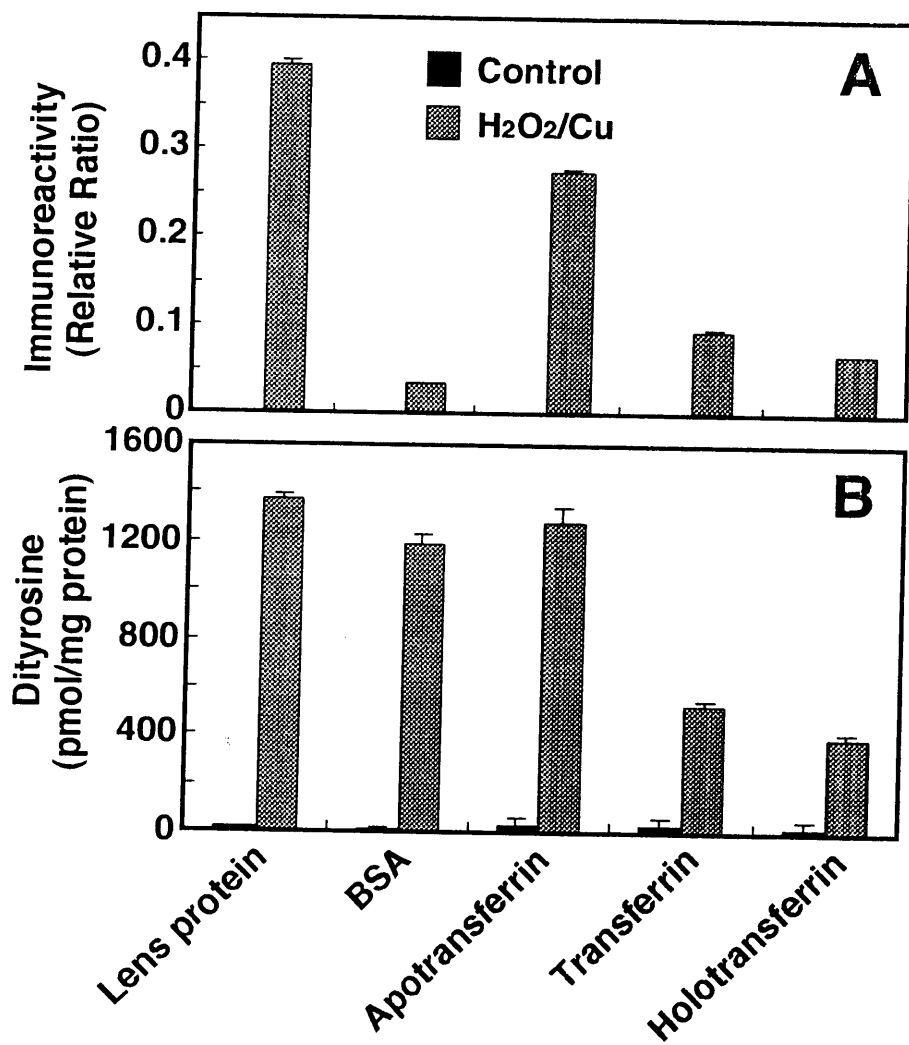 A
Control
H2O2/Cu
Immunoreactivity
(Relative Ratio)
0.4
0.3
0.2
0.1
0
B
Dityrosine
(pmol/mg protein)
1600
1200
800
400
0
Lens protein
BSA
Apotransferrin
Transferrin
Holotransferrin